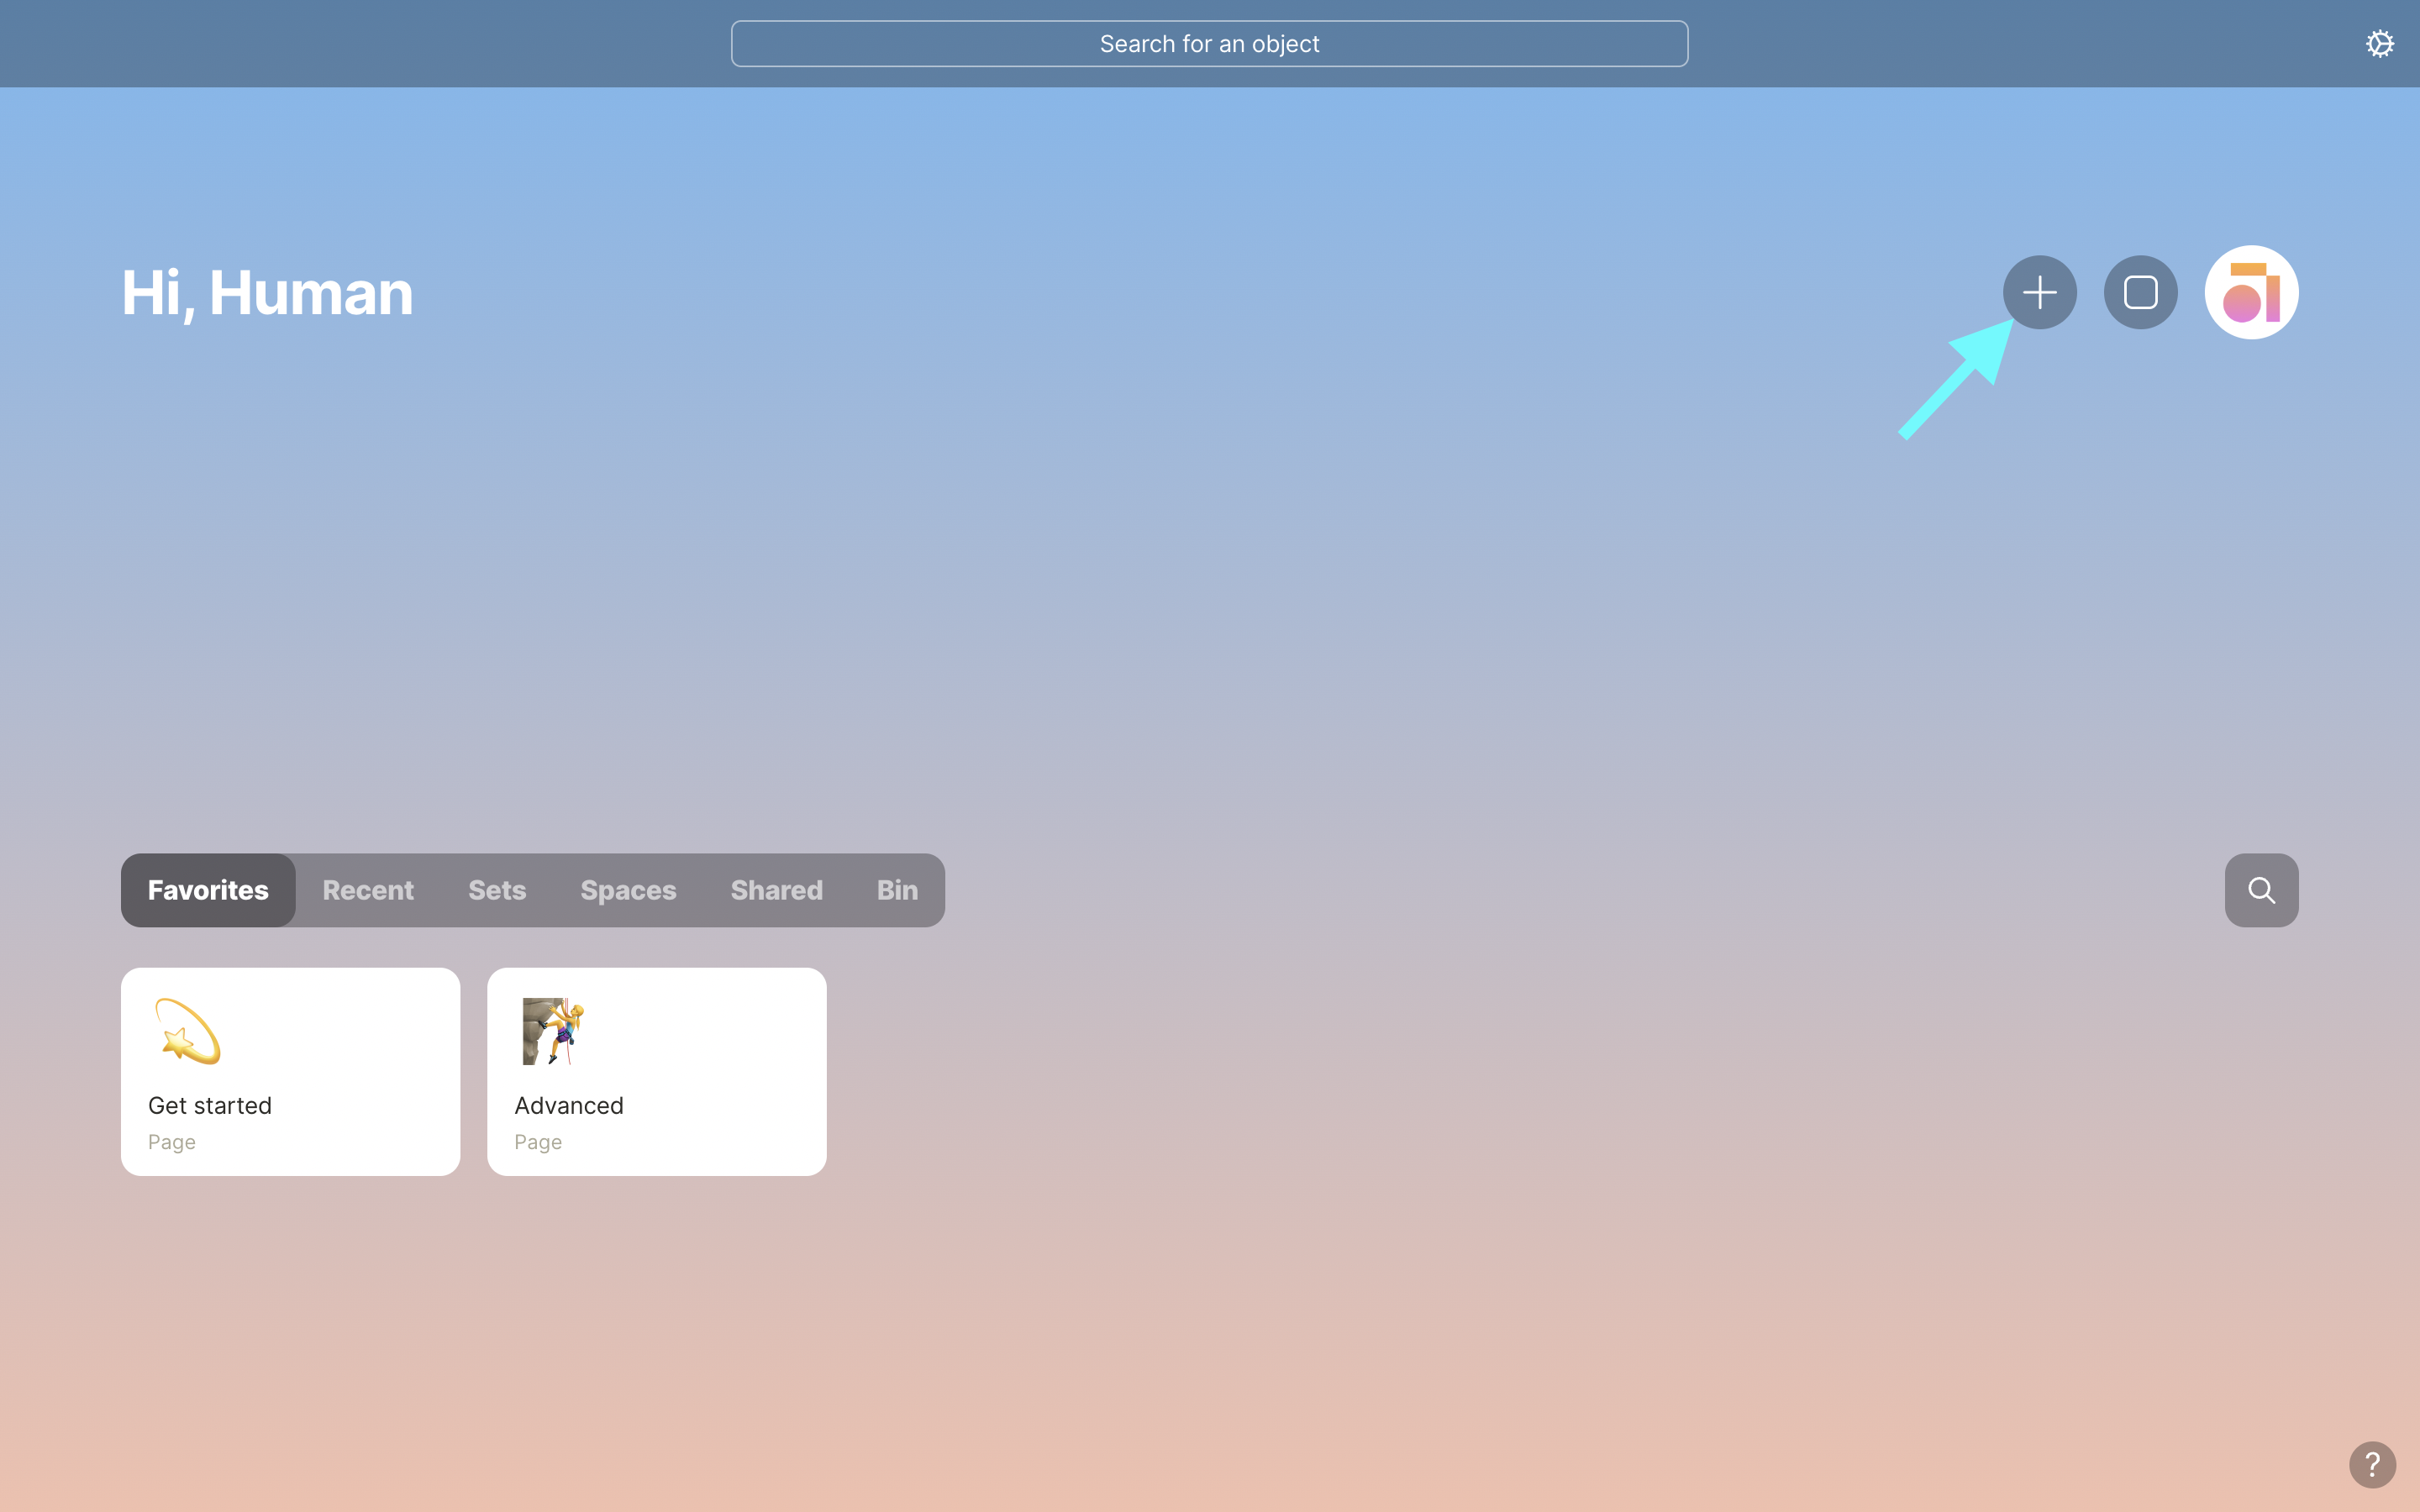 Search for an object
Hi, Human
Favorites Recent Sets Spaces Shared Bin
Get started
Page
Advanced
Page
?